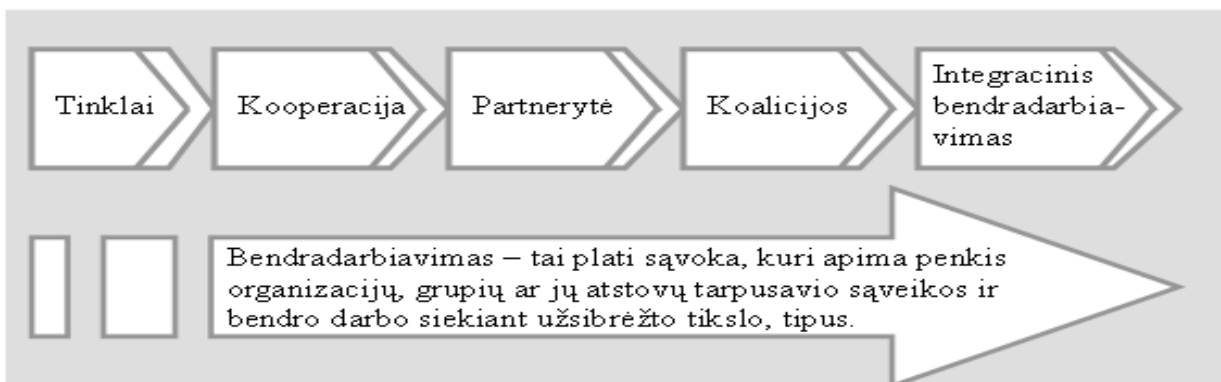 Tinklai
Kooperacija
Partnerytė
Koalicijos
Integracinis
bendradarbia-
vimas
Bendradarbiavimas – tai plati sąvoka, kuri apima penkis
organizacijų, grupių ar jų atstovų tarpusavio sąveikos ir
bendro darbo siekiant užsibrėžto tikslo, tipus.